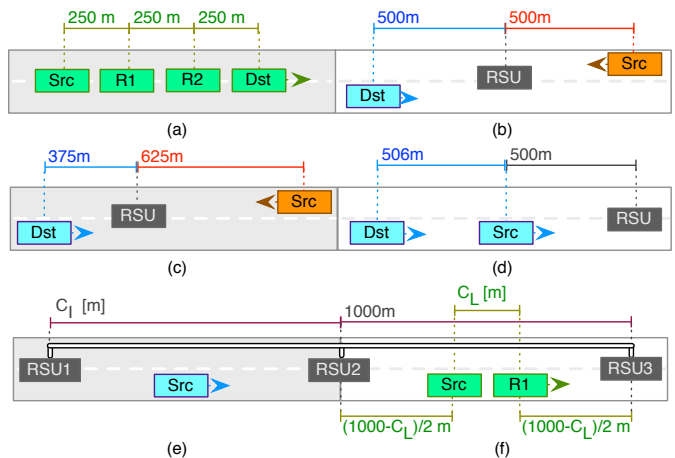 250 m 250 m 250 m
Src R1 R2 Dst
(a)
500m 500m
RSU Src
Dst
(b)
375m 625m
RSU Src
Dst
(c)
506m 500m
Dst Src RSU
(d)
C_I [m] 1000m C_L [m]
RSU1 RSU2 RSU3
Src Src R1
(1000-C_L)/2 m (1000-C_L)/2 m
(e) (f)